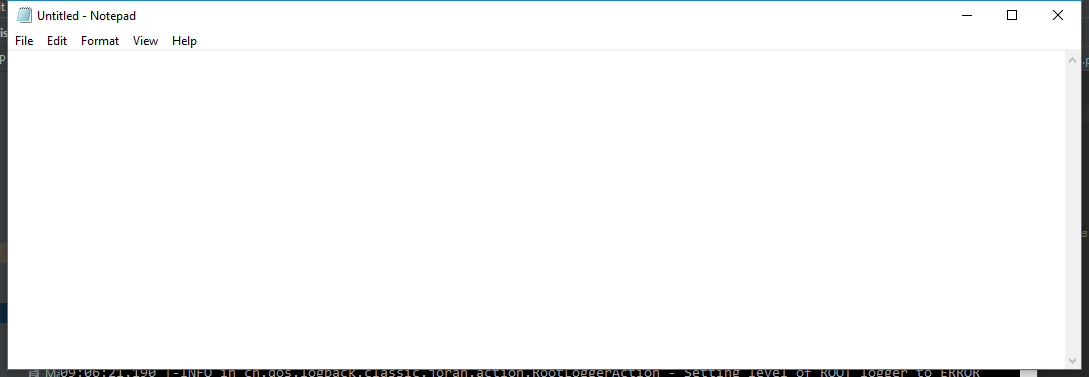 Untitled - Notepad
File Edit Format View Help
09:06:21,190 |-INFO in ch.qos.logback.classic.joran.action.RootLoggerAction - Setting level of ROOT logger to ERROR